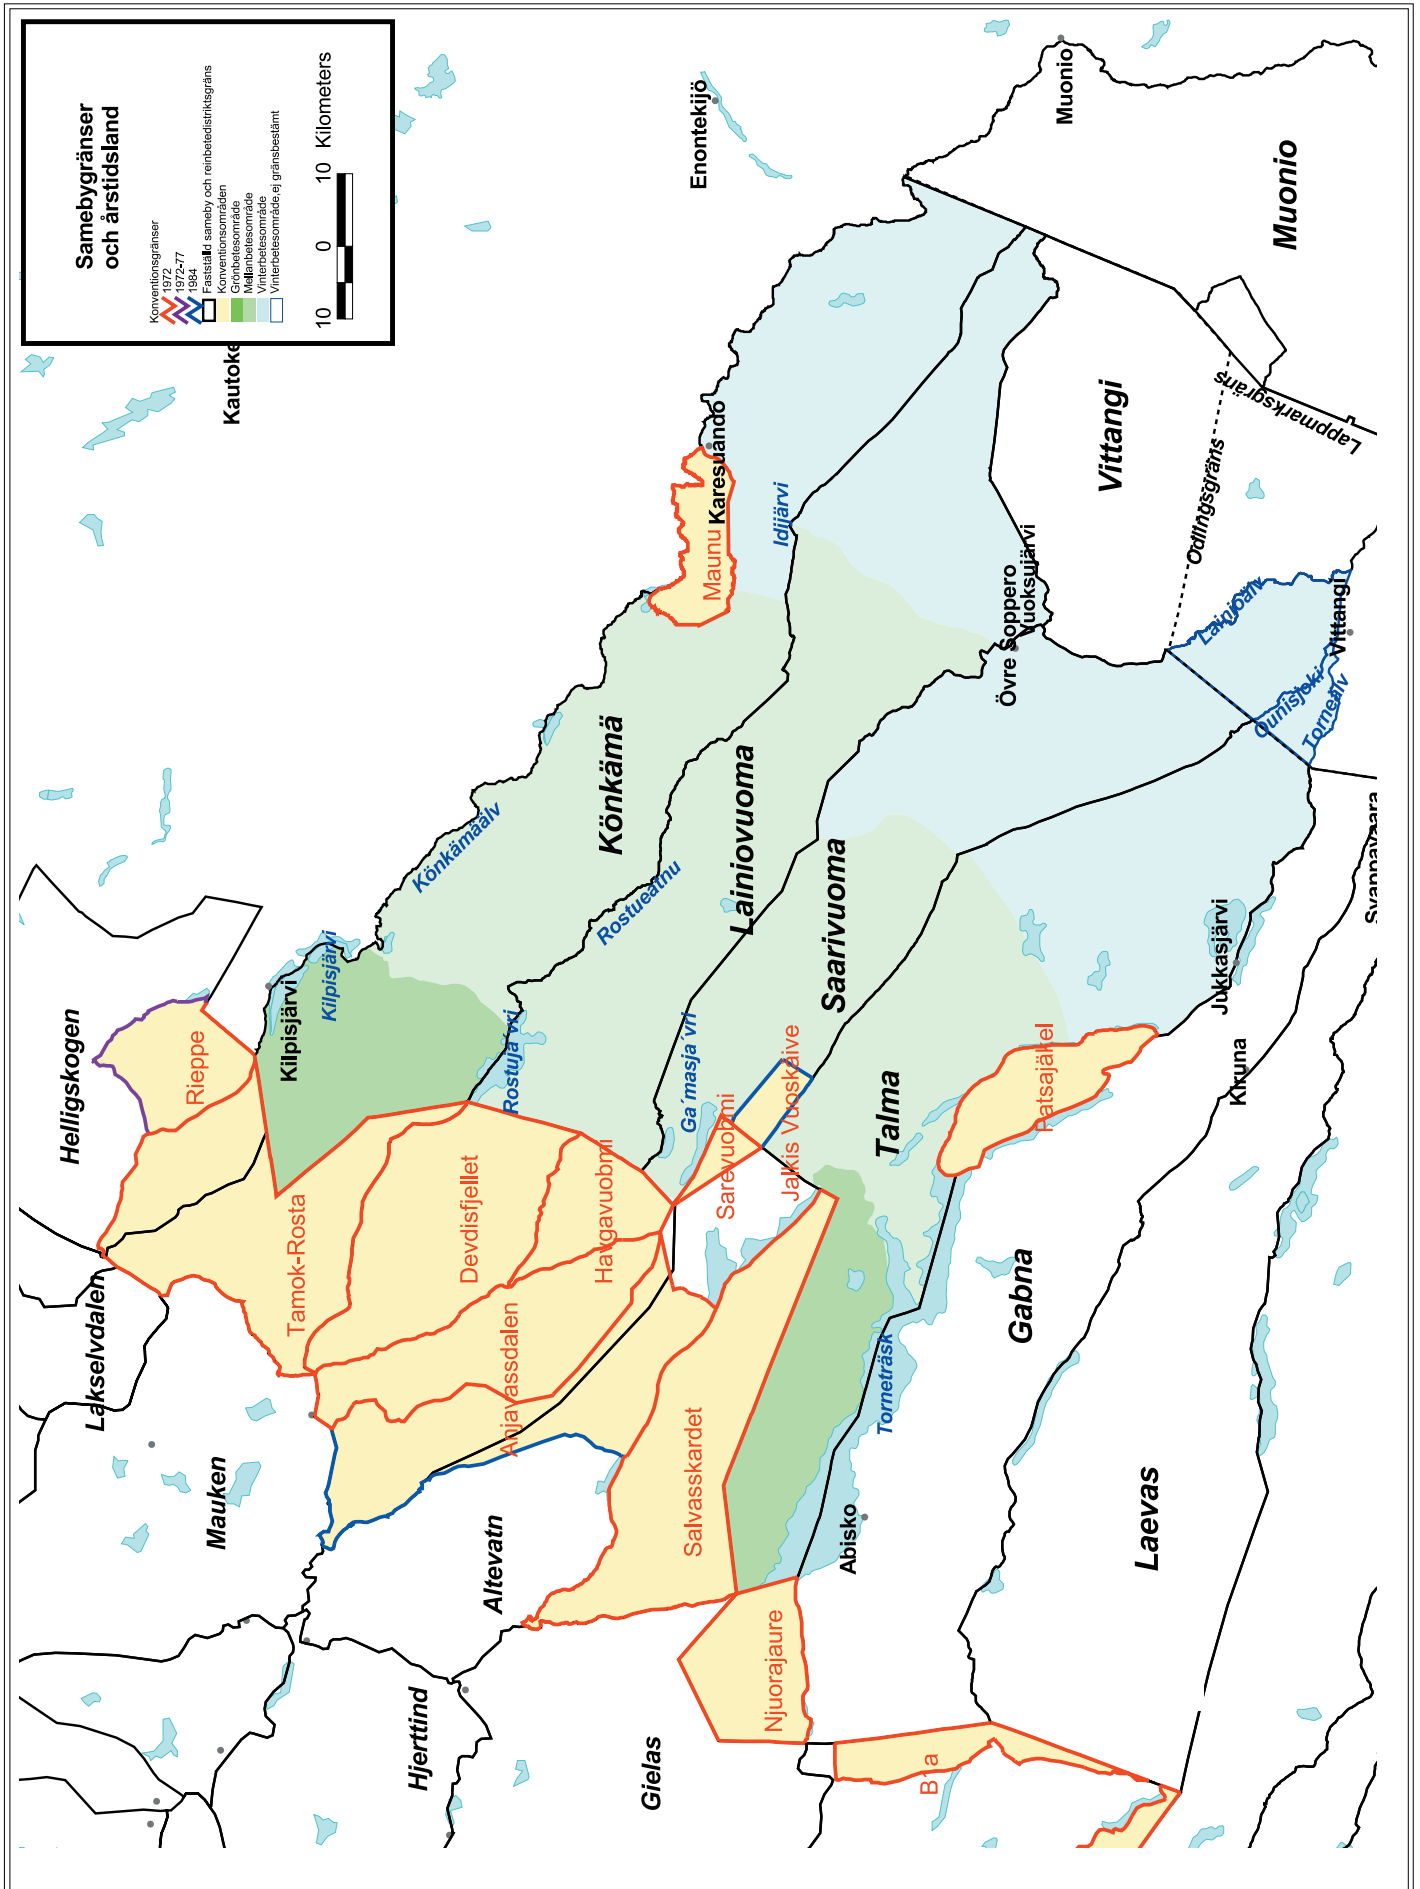 Samebygränser
och årstidsland
Konventionsgränser
1972
1972-77
1984
Fastställd sameby och reinbetedistriktsgräns
Konventionsområden
Grönbetesområde
Mellanbetesområde
Vinterbetesområde
Vinterbetesområde,ej gränsbestämt
10 0 10 Kilometers
Kautoke
Enontekijö
Muonio
Muonio
Karesuando
Maunu
Idijärvi
Vittangi
Lappmarksgräns
Odlingsgräns
Övre Soppero
Vuoksujärvi
Lainioälv
Vittangi
Ounisjoki
Torneälv
Svappavaara
Könkämä
Könkämäälv
Lainiovuoma
Rostueatnu
Saarivuoma
Jukkasjärvi
Kilpisjärvi
Kilpisjärvi
Helligskogen
Rieppe
Rostuja´vri
Ga´masja´vri
Sarevuobmi
Jalkis Vuoskaive
Talma
Patsajäkel
Kiruna
Lakselvdalen
Tamok-Rosta
Devdisfjellet
Havgavuobmi
Anjavassdalen
Gabna
Torneträsk
Mauken
Salvasskardet
Altevatn
Abisko
Laevas
Hjerttind
Gielas
Njuorajaure
B´a